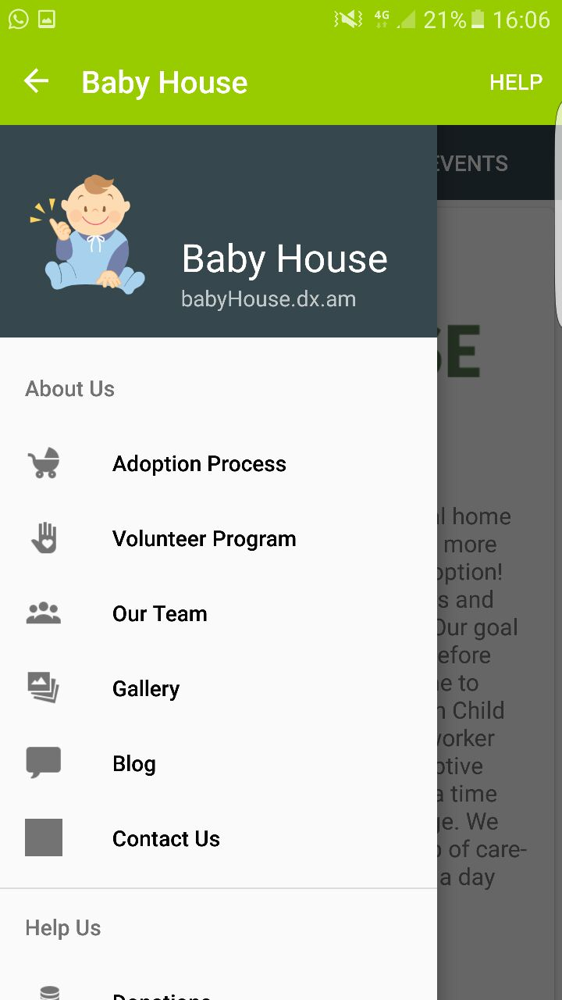 4G 21% 16:06
Baby House HELP
EVENTS
Baby House
babyHouse.dx.am
SE
About Us
Adoption Process
Volunteer Program
Our Team
Gallery
Blog
Contact Us
Help Us
Donations
home
more
option!
s and
Our goal
efore
e to
Child
worker
ptive
a time
ge. We
of care-
a day